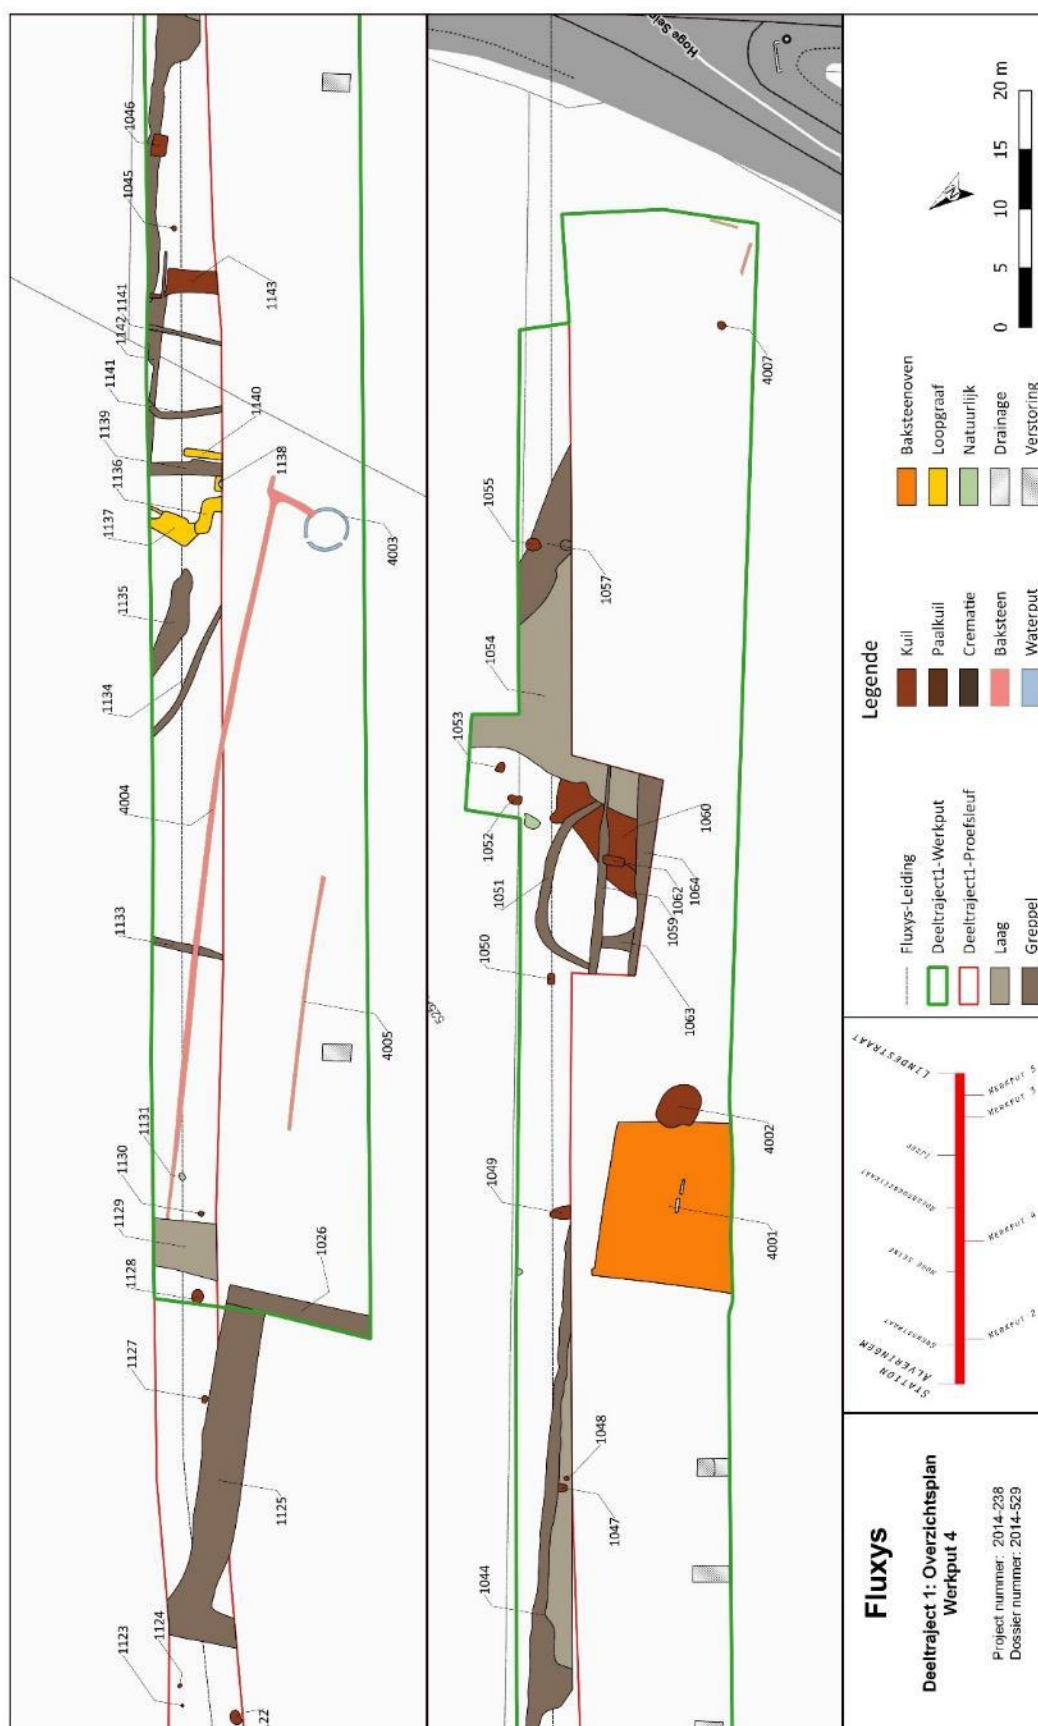 1046
1045
1143
1141
1142
1141
1140
1139
1138
1136
1137
4003
1135
1134
4004
1133
4005
1131
1130
1129
1026
1128
1127
1125
1124
1123
22
Hoge Sei
4007
1055
1057
1054
1053
1052
1060
1064
1062
1059
1051
1050
1063
4002
1049
4001
1048
1047
1044
Legende
Fluxys-Leiding
Deeltraject1-Werkput
Deeltraject1-Proefsleuf
Laag
Greppel
Kuil
Paalkuil
Crematie
Baksteen
Waterput
Baksteenoven
Loopgraaf
Natuurlijk
Drainage
Verstoring
0 5 10 15 20 m
N
LINDESTRAAT
WERKPUT 5
WERKPUT 3
IJZER
WERKPUT 4
HOGE SEINE
WERKPUT 2
STATION
ALVERINGEM
Fluxys
Deeltraject 1: Overzichtsplan
Werkput 4
Project nummer: 2014-238
Dossier nummer: 2014-529